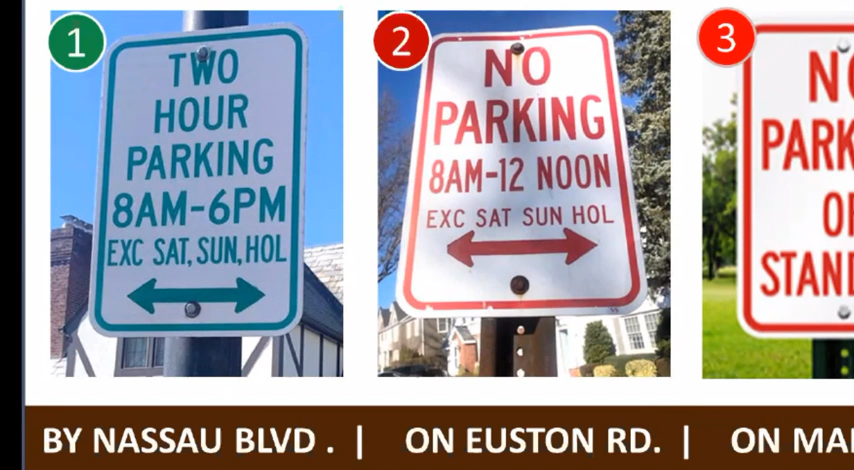 1
TWO
HOUR
PARKING
8AM-6PM
EXC SAT, SUN, HOL
2
NO
PARKING
8AM-12 NOON
EXC SAT SUN HOL
3
BY NASSAU BLVD . | ON EUSTON RD. | ON